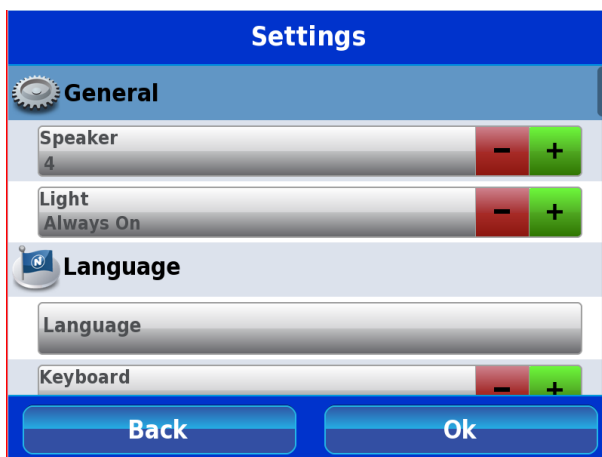 Settings
General
Speaker
4
- +
Light
Always On
- +
Language
Language
Keyboard
- +
Back Ok